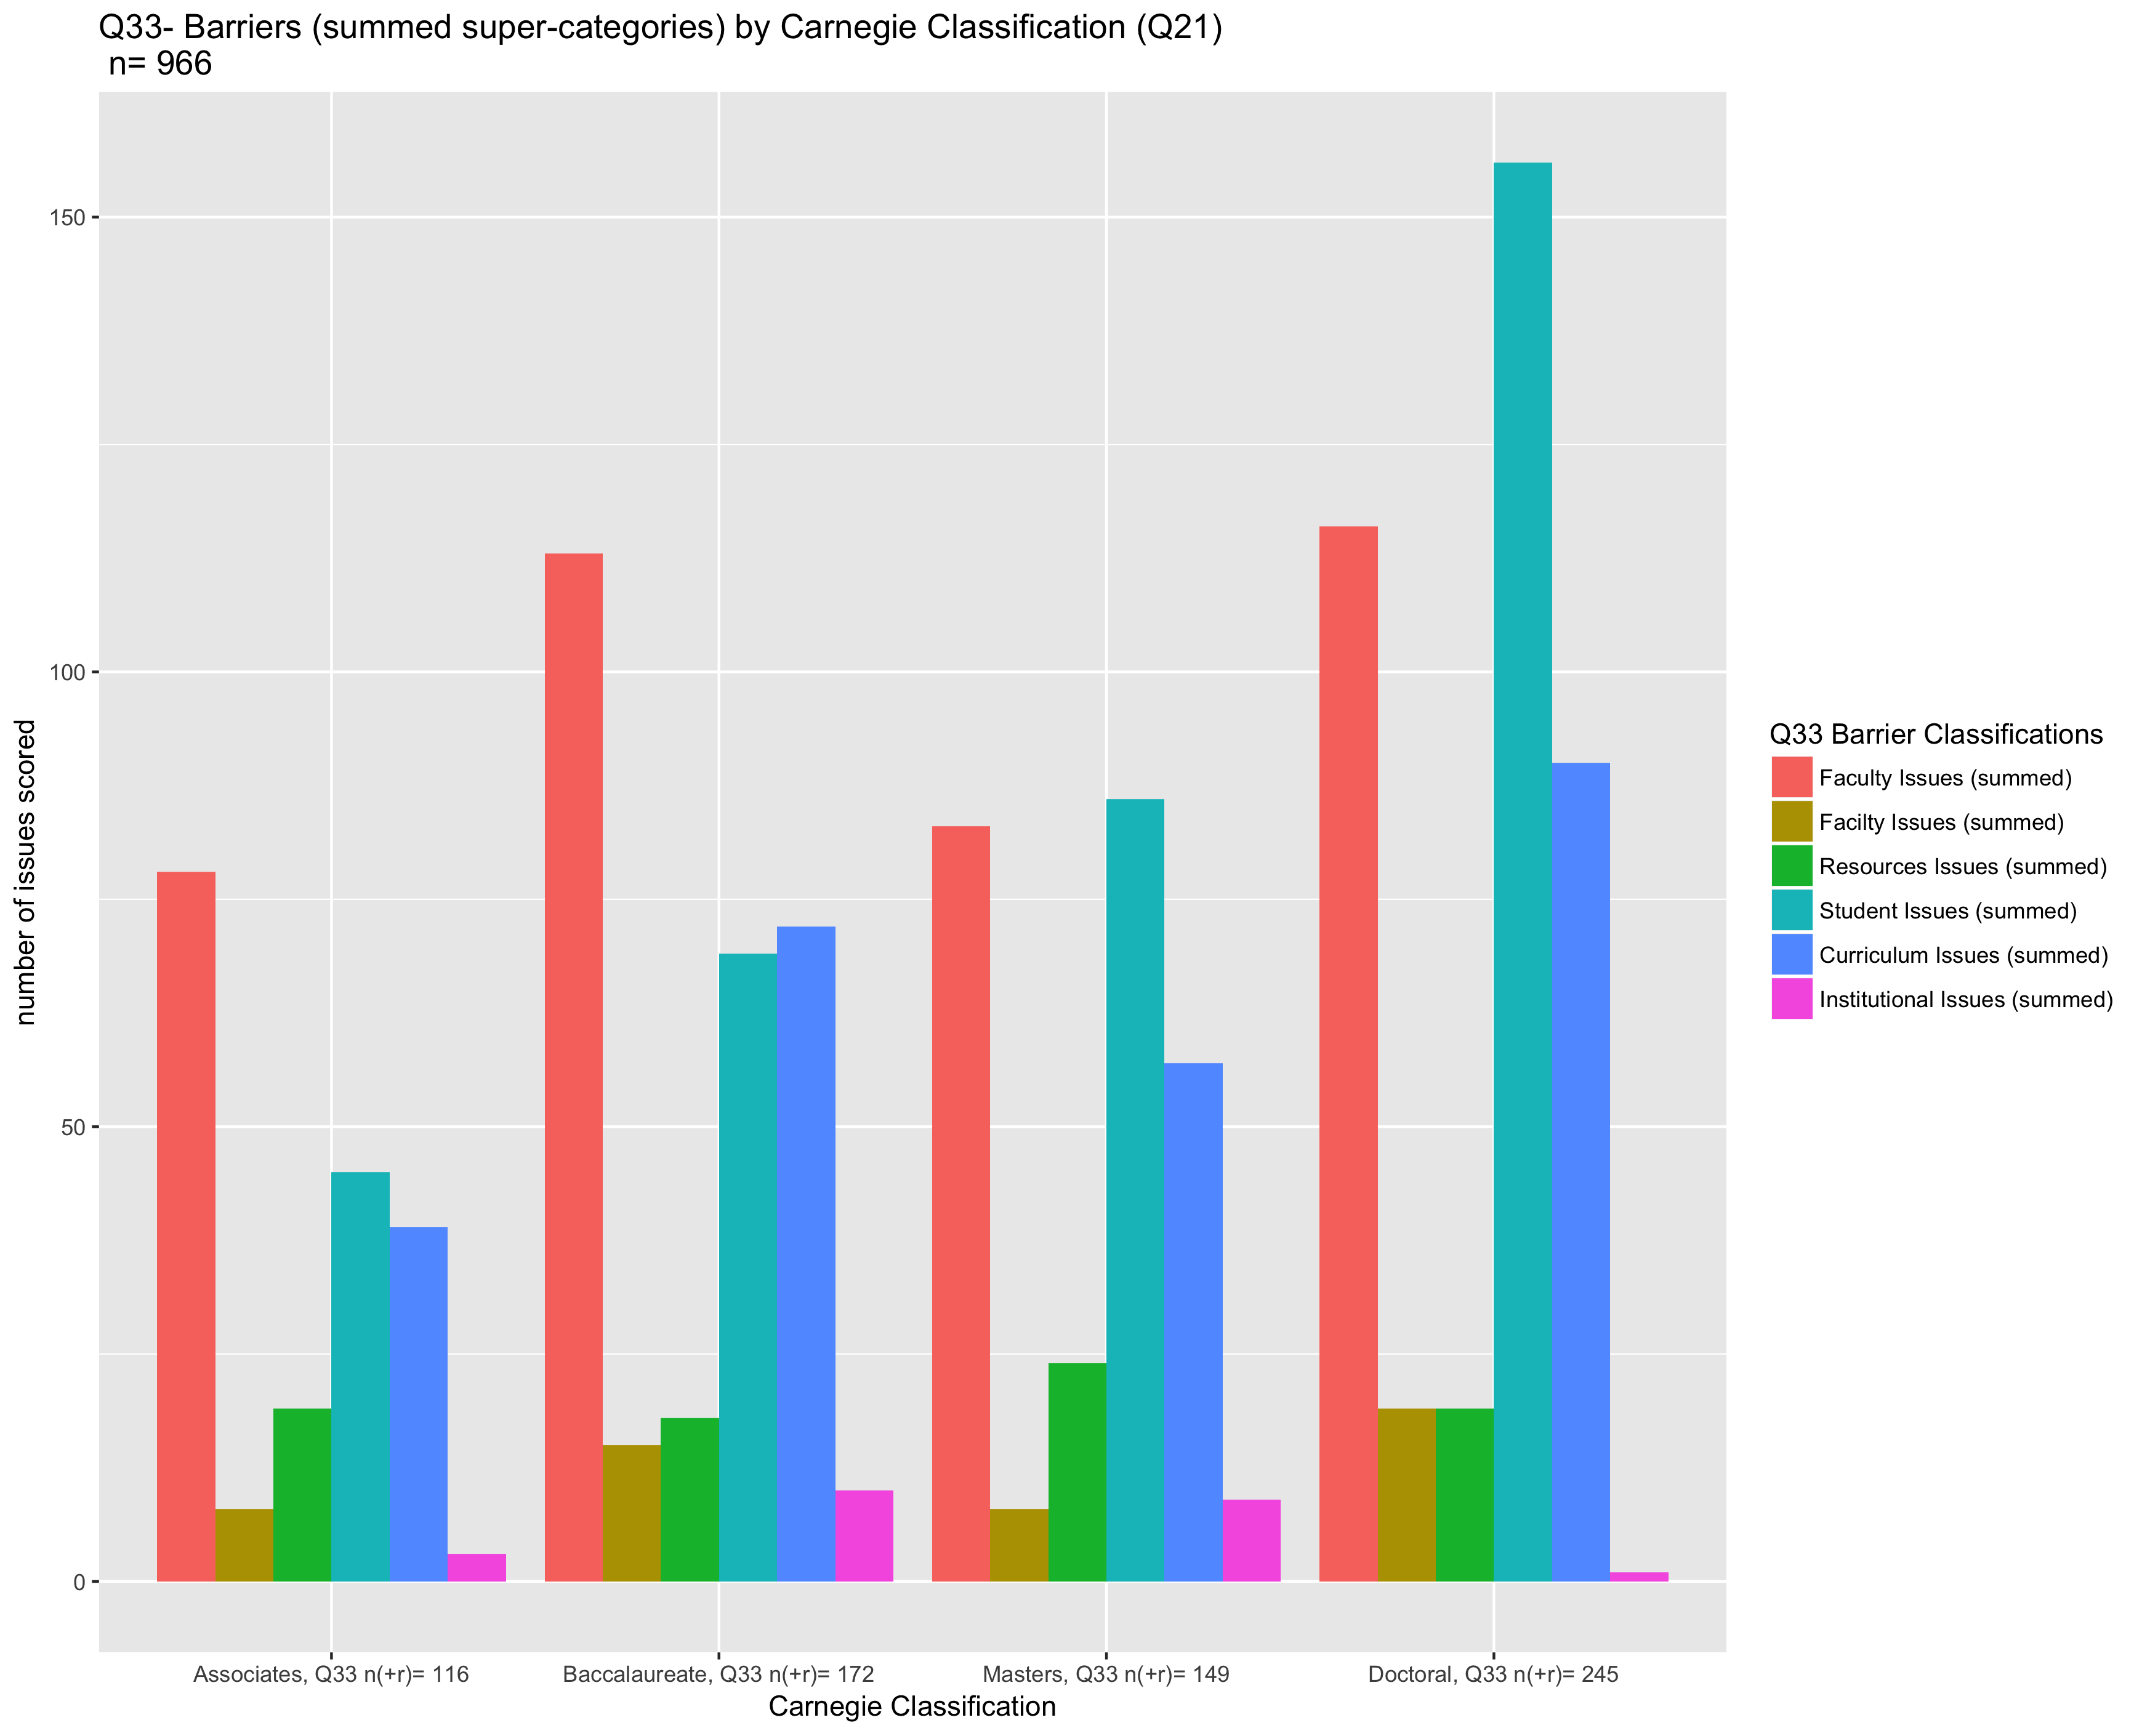 Q33- Barriers (summed super-categories) by Carnegie Classification (Q21)
n= 966
150
100
50
0
number of issues scored
Associates, Q33 n(+r)= 116
Baccalaureate, Q33 n(+r)= 172
Masters, Q33 n(+r)= 149
Doctoral, Q33 n(+r)= 245
Carnegie Classification
Q33 Barrier Classifications
Faculty Issues (summed)
Facilty Issues (summed)
Resources Issues (summed)
Student Issues (summed)
Curriculum Issues (summed)
Institutional Issues (summed)